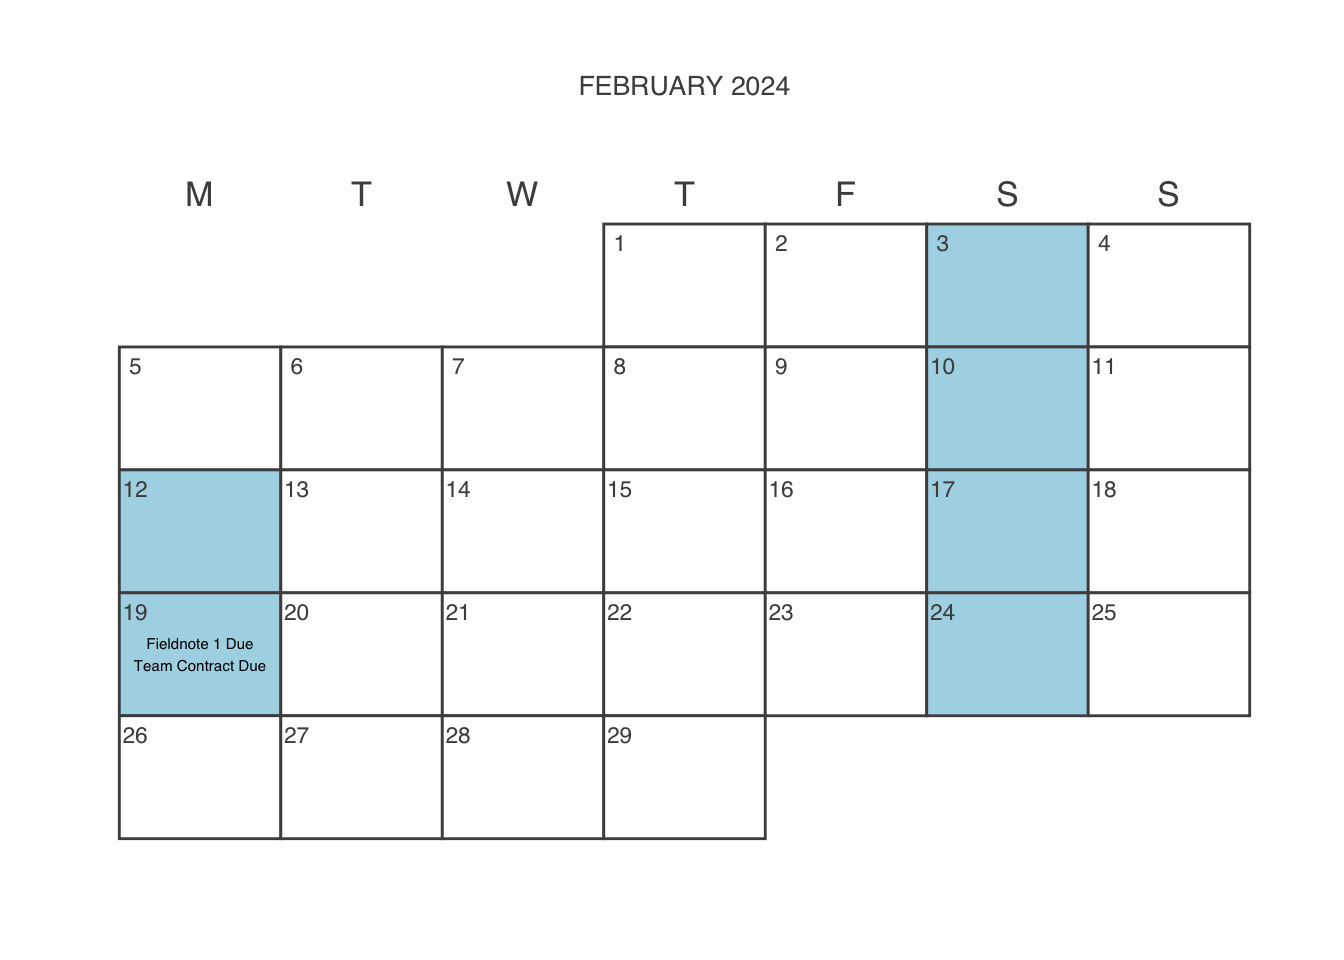 FEBRUARY 2024
M T W T F S S
1 2 3 4
5 6 7 8 9 10 11
12 13 14 15 16 17 18
19 20 21 22 23 24 25
Fieldnote 1 Due
Team Contract Due
26 27 28 29